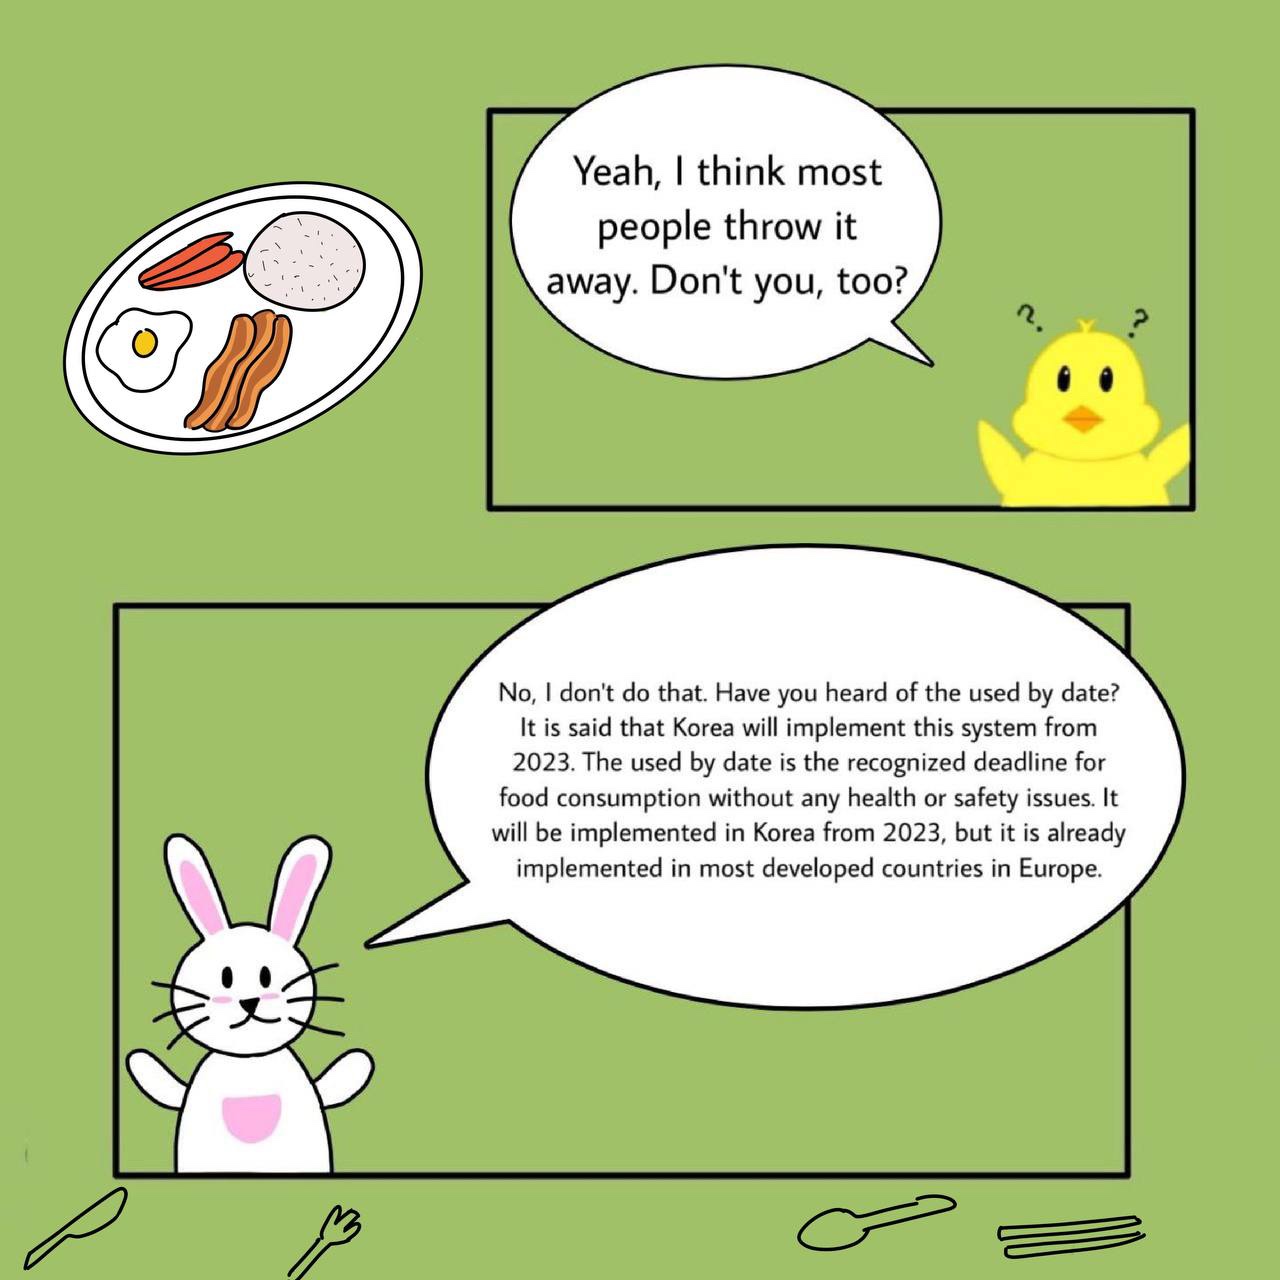 Yeah, I think most
people throw it
away. Don't you, too?
? ?
No, I don't do that. Have you heard of the used by date?
It is said that Korea will implement this system from
2023. The used by date is the recognized deadline for
food consumption without any health or safety issues. It
will be implemented in Korea from 2023, but it is already
implemented in most developed countries in Europe.